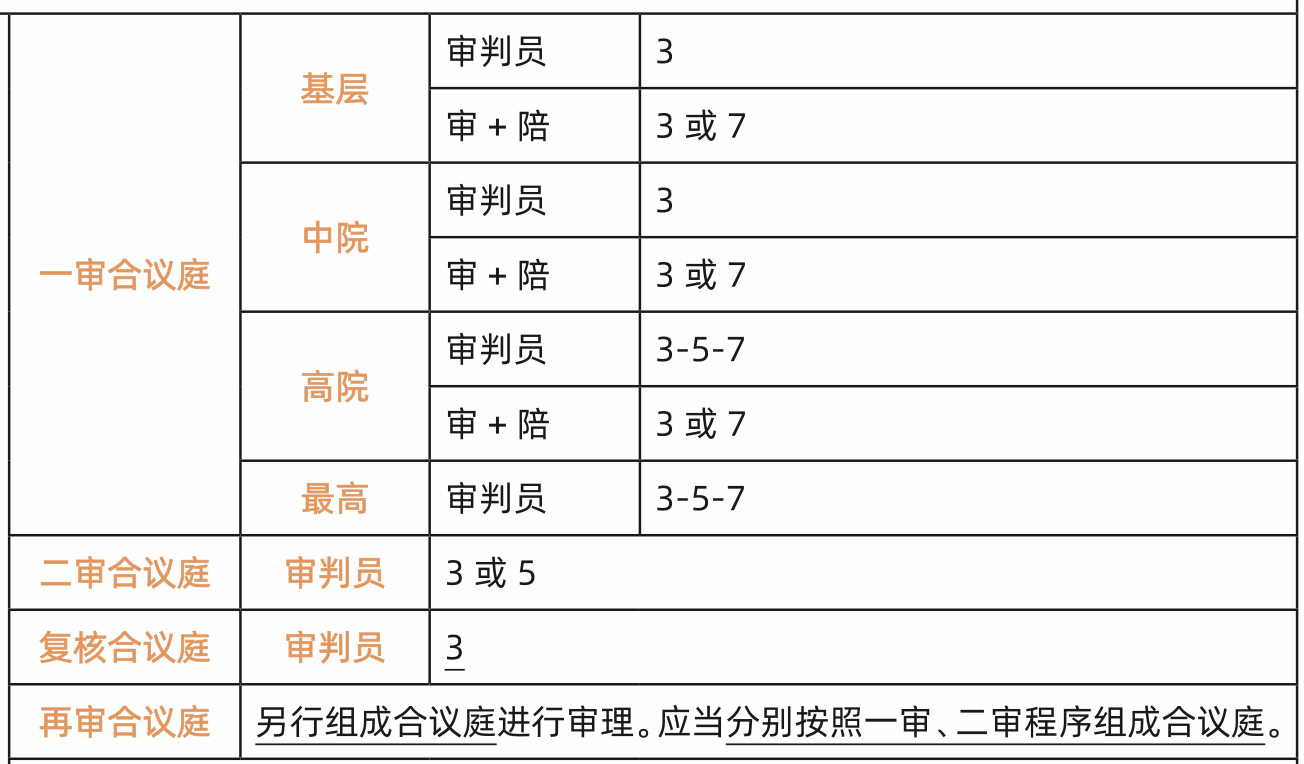 一审合议庭
基层
审判员
3
审 + 陪
3 或 7
中院
审判员
3
审 + 陪
3 或 7
高院
审判员
3-5-7
审 + 陪
3 或 7
最高
审判员
3-5-7
二审合议庭
审判员
3 或 5
复核合议庭
审判员
3
再审合议庭
另行组成合议庭进行审理。应当分别按照一审、二审程序组成合议庭。